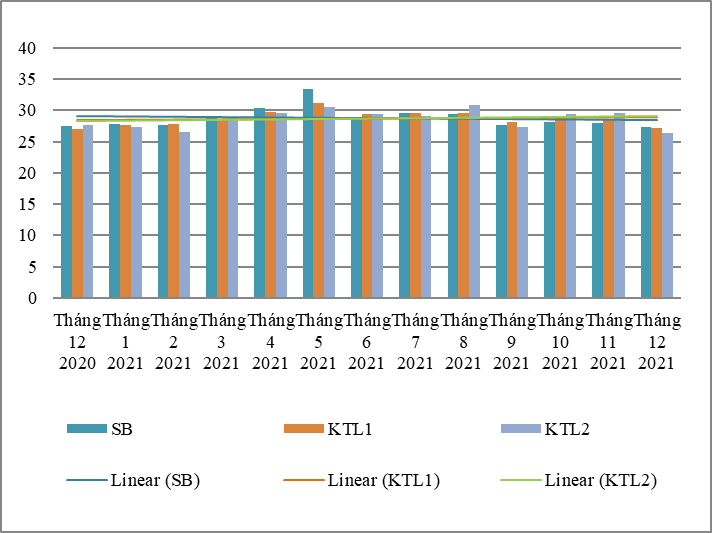 40
35
30
25
20
15
10
5
0
Tháng Tháng Tháng Tháng Tháng Tháng Tháng Tháng Tháng Tháng Tháng Tháng Tháng
12 1 2 3 4 5 6 7 8 9 10 11 12
2020 2021 2021 2021 2021 2021 2021 2021 2021 2021 2021 2021 2021
SB KTL1 KTL2
Linear (SB) Linear (KTL1) Linear (KTL2)